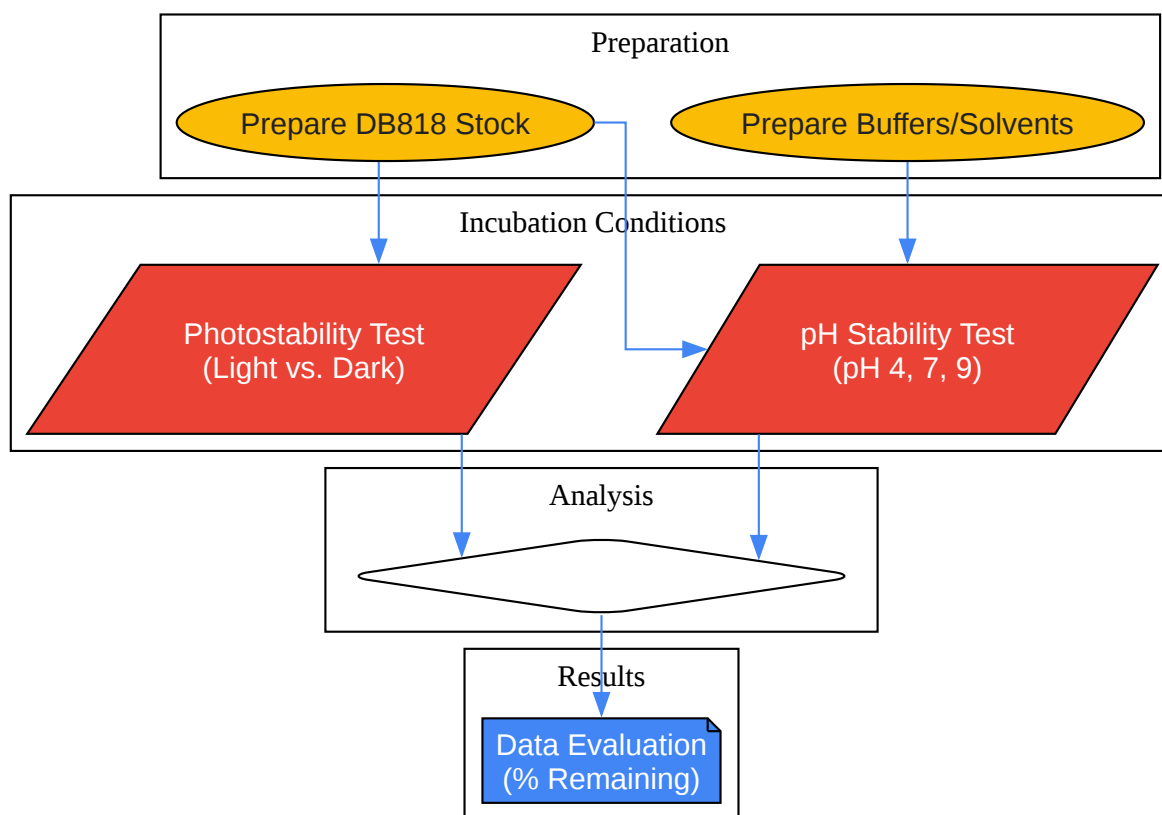 Preparation
Prepare DB818 Stock
Prepare Buffers/Solvents
Incubation Conditions
Photostability Test
(Light vs. Dark)
pH Stability Test
(pH 4, 7, 9)
Analysis
Results
Data Evaluation
(% Remaining)